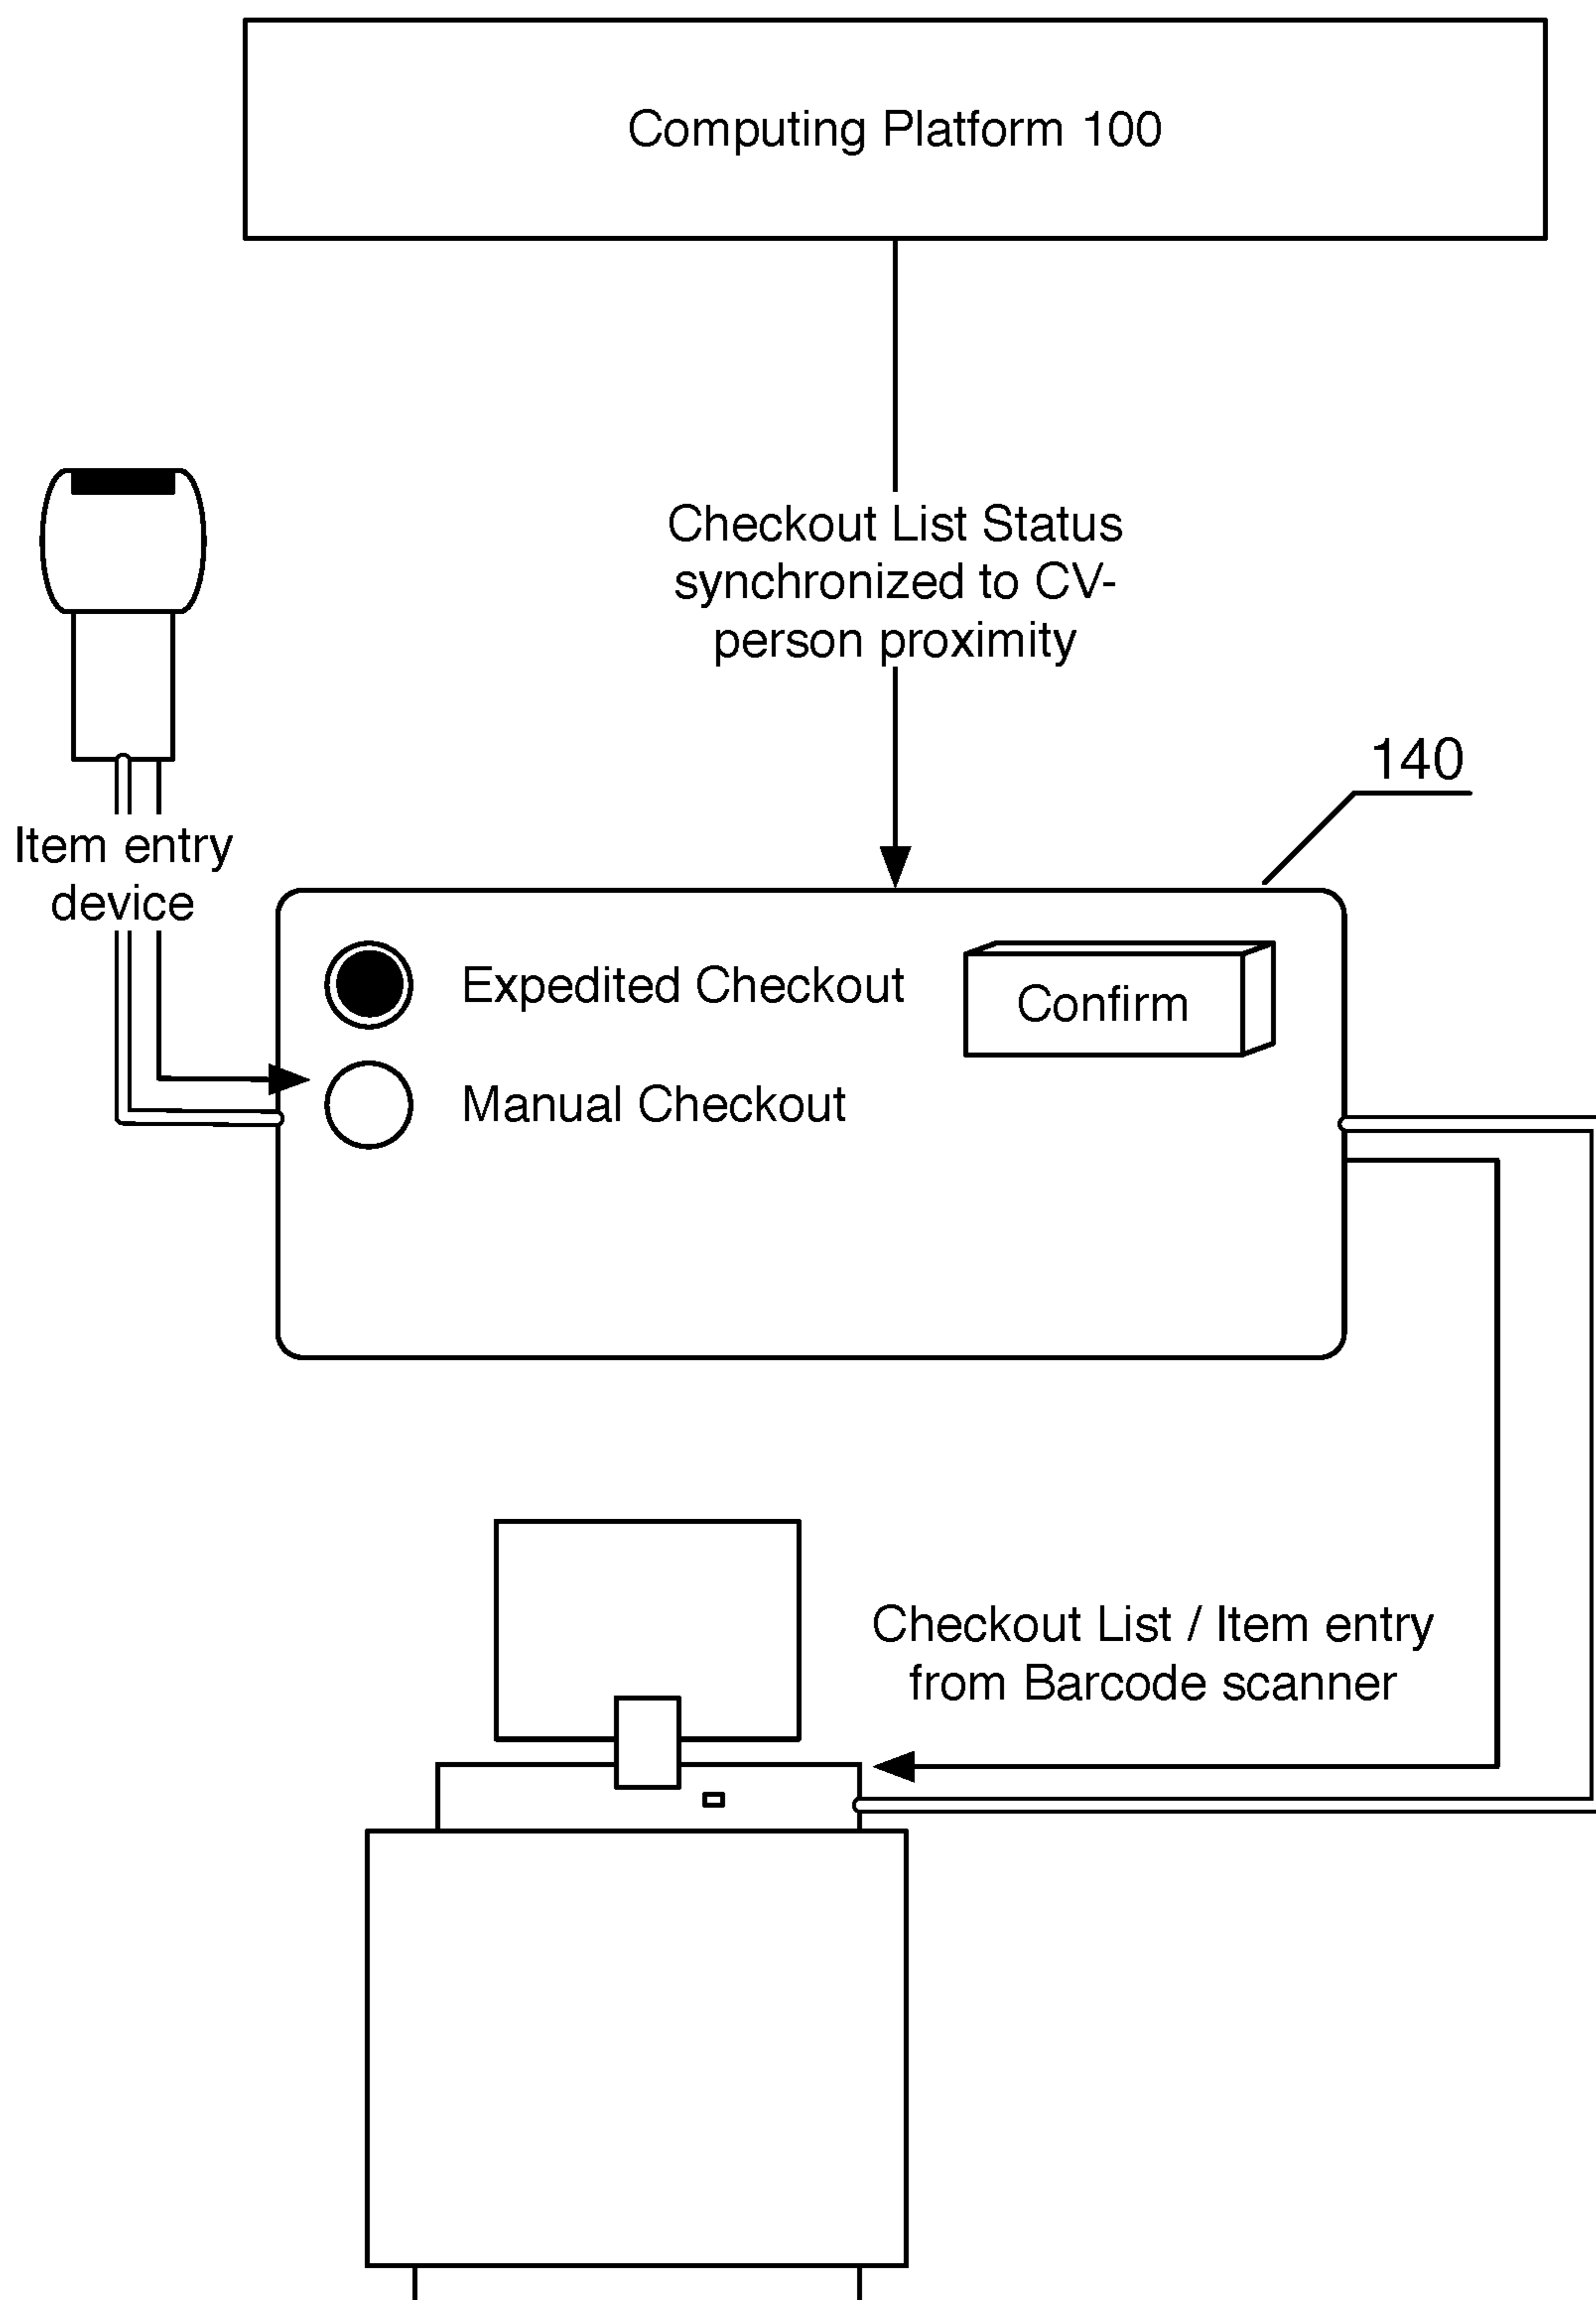 Computing Platform 100
Checkout List Status
synchronized to CV-
person proximity
140
Item entry
device
Expedited Checkout
Confirm
Manual Checkout
Checkout List / Item entry
from Barcode scanner